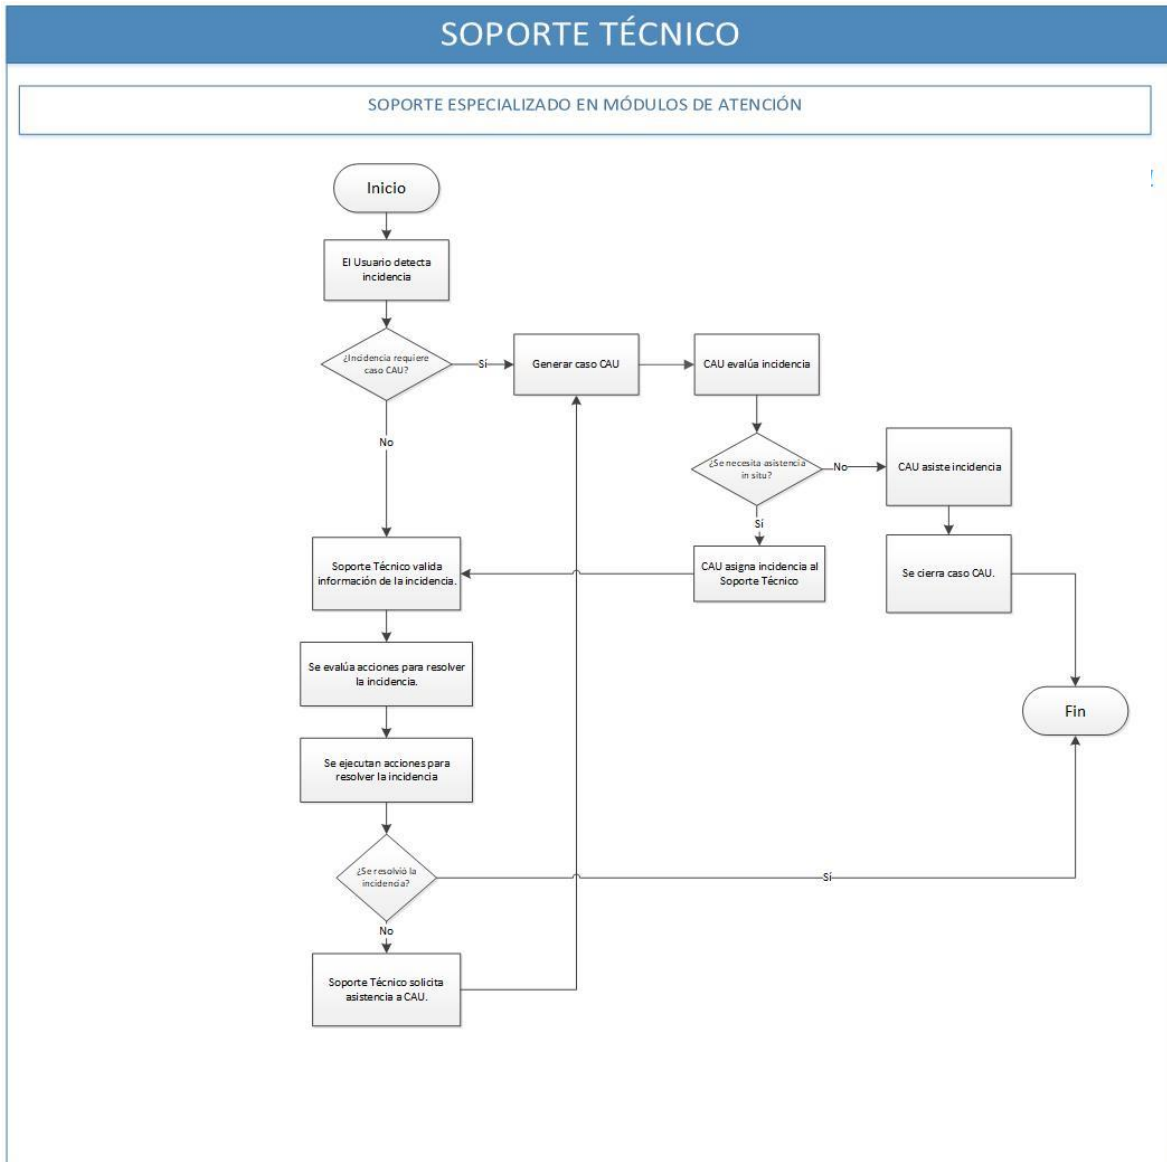 SOPORTE TÉCNICO
SOPORTE ESPECIALIZADO EN MÓDULOS DE ATENCIÓN
Inicio
El Usuario detecta
incidencia
¿Incidencia requiere
caso CAU?
Sí
Generar caso CAU
CAU evalúa incidencia
No
¿Se necesita asistencia
in situ?
No
CAU asiste incidencia
Sí
Soporte Técnico valida
información de la incidencia.
CAU asigna incidencia al
Soporte Técnico
Se cierra caso CAU.
Se evalúa acciones para resolver
la incidencia.
Fin
Se ejecutan acciones para
resolver la incidencia
¿Se resolvió la
incidencia?
Sí
No
Soporte Técnico solicita
asistencia a CAU.